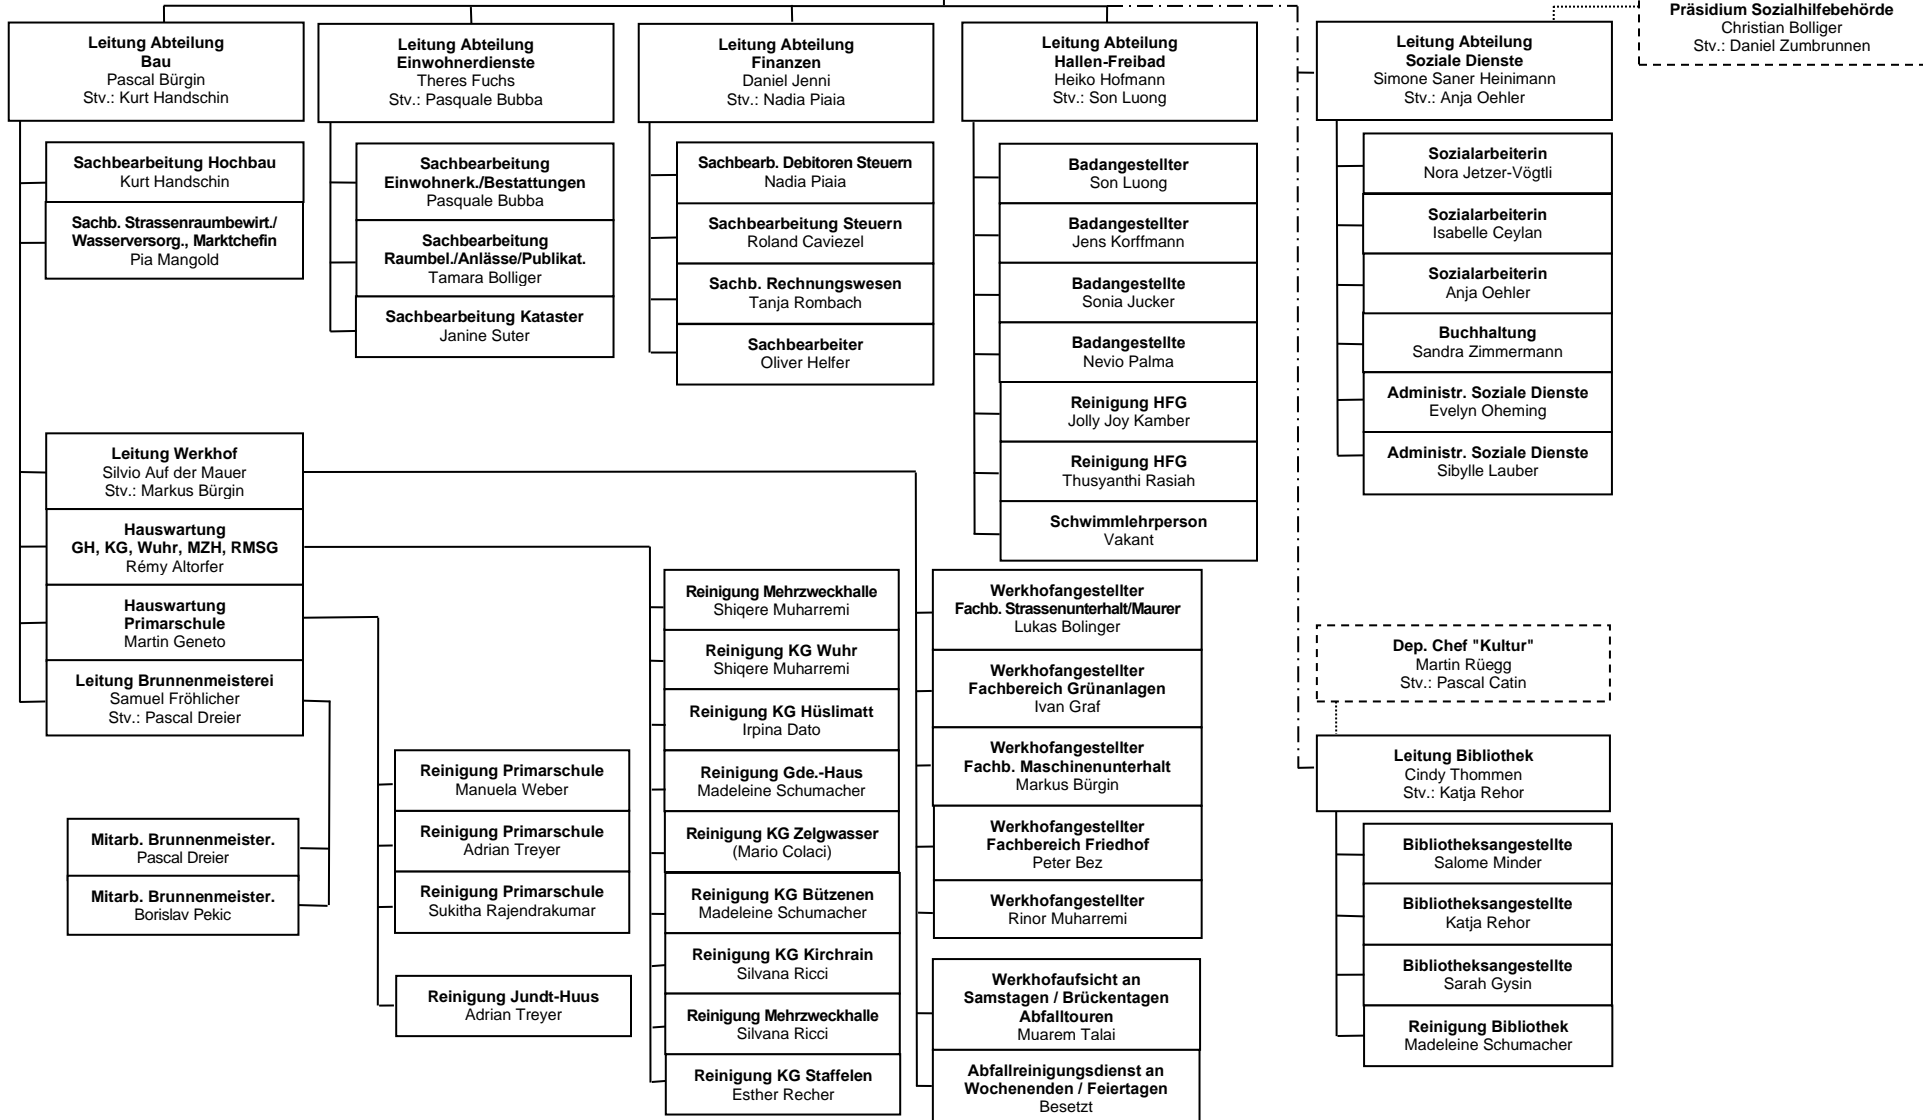 Präsidium Sozialhilfebehörde
Christian Bolliger
Stv.: Daniel Zumbrunnen
Leitung Abteilung
Bau
Pascal Bürgin
Stv.: Kurt Handschin
Leitung Abteilung
Einwohnerdienste
Theres Fuchs
Stv.: Pasquale Bubba
Leitung Abteilung
Finanzen
Daniel Jenni
Stv.: Nadia Piaia
Leitung Abteilung
Hallen-Freibad
Heiko Hofmann
Stv.: Son Luong
Leitung Abteilung
Soziale Dienste
Simone Saner Heinimann
Stv.: Anja Oehler
Sachbearbeitung Hochbau
Kurt Handschin
Sachb. Strassenraumbewirt./
Wasserversorg., Marktchefin
Pia Mangold
Sachbearbeitung
Einwohnerk./Bestattungen
Pasquale Bubba
Sachbearbeitung
Raumbel./Anlässe/Publikat.
Tamara Bolliger
Sachbearbeitung Kataster
Janine Suter
Sachbearb. Debitoren Steuern
Nadia Piaia
Sachbearbeitung Steuern
Roland Caviezel
Sachb. Rechnungswesen
Tanja Rombach
Sachbearbeiter
Oliver Helfer
Badangestellter
Son Luong
Badangestellter
Jens Korffmann
Badangestellte
Sonia Jucker
Badangestellte
Nevio Palma
Reinigung HFG
Jolly Joy Kamber
Reinigung HFG
Thusyanthi Rasiah
Schwimmlehrperson
Vakant
Sozialarbeiterin
Nora Jetzer-Vögtli
Sozialarbeiterin
Isabelle Ceylan
Sozialarbeiterin
Anja Oehler
Buchhaltung
Sandra Zimmermann
Administr. Soziale Dienste
Evelyn Oheming
Administr. Soziale Dienste
Sibylle Lauber
Leitung Werkhof
Silvio Auf der Mauer
Stv.: Markus Bürgin
Hauswartung
GH, KG, Wuhr, MZH, RMSG
Rémy Altorfer
Hauswartung
Primarschule
Martin Geneto
Leitung Brunnenmeisterei
Samuel Fröhlicher
Stv.: Pascal Dreier
Mitarb. Brunnenmeister.
Pascal Dreier
Mitarb. Brunnenmeister.
Borislav Pekic
Reinigung Primarschule
Manuela Weber
Reinigung Primarschule
Adrian Treyer
Reinigung Primarschule
Sukitha Rajendrakumar
Reinigung Jundt-Huus
Adrian Treyer
Reinigung Mehrzweckhalle
Shiqere Muharremi
Reinigung KG Wuhr
Shiqere Muharremi
Reinigung KG Hüslimatt
Irpina Dato
Reinigung Gde.-Haus
Madeleine Schumacher
Reinigung KG Zelgwasser
(Mario Colaci)
Reinigung KG Bützenen
Madeleine Schumacher
Reinigung KG Kirchrain
Silvana Ricci
Reinigung Mehrzweckhalle
Silvana Ricci
Reinigung KG Staffelen
Esther Recher
Werkhofangestellter
Fachb. Strassenunterhalt/Maurer
Lukas Bolinger
Werkhofangestellter
Fachbereich Grünanlagen
Ivan Graf
Werkhofangestellter
Fachb. Maschinenunterhalt
Markus Bürgin
Werkhofangestellter
Fachbereich Friedhof
Peter Bez
Werkhofangestellter
Rinor Muharremi
Werkhofaufsicht an
Samstagen / Brückentagen
Abfalltouren
Muarem Talai
Abfallreinigungsdienst an
Wochenenden / Feiertagen
Besetzt
Dep. Chef "Kultur"
Martin Rüegg
Stv.: Pascal Catin
Leitung Bibliothek
Cindy Thommen
Stv.: Katja Rehor
Bibliotheksangestellte
Salome Minder
Bibliotheksangestellte
Katja Rehor
Bibliotheksangestellte
Sarah Gysin
Reinigung Bibliothek
Madeleine Schumacher